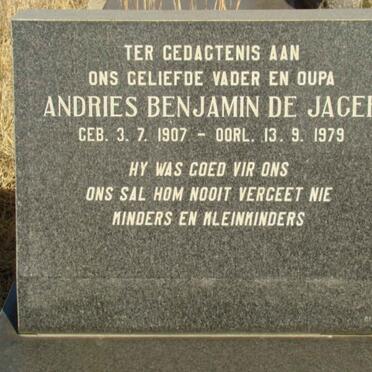 TER GEDAGTENIS AAN
ONS GELIEFDE VADER EN OUPA
ANDRIES BENJAMIN DE JAGER
GEB. 3. 7. 1907 - OORL. 13. 9. 1979
HY WAS GOED VIR ONS
ONS SAL HOM NOOIT VERGEET NIE
KINDERS EN KLEINKINDERS